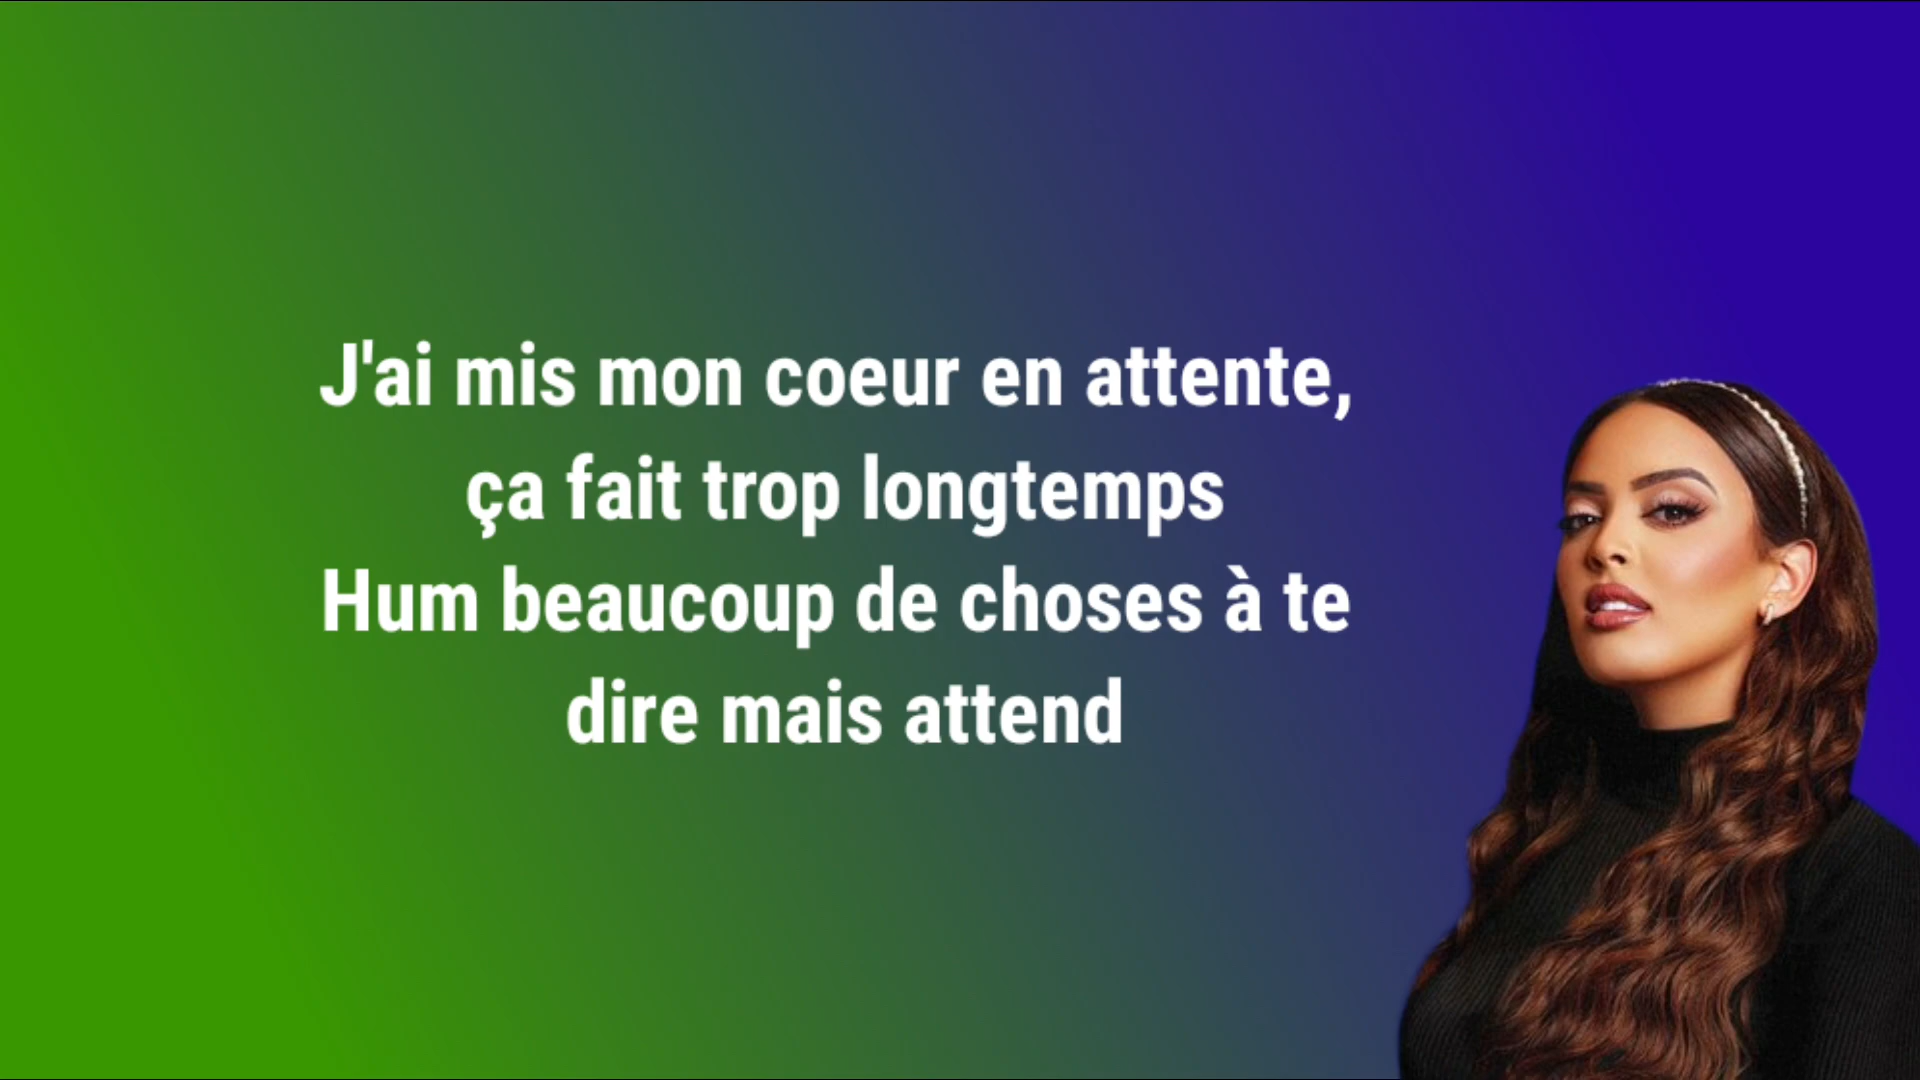 J'ai mis mon coeur en attente,
ça fait trop longtemps
Hum beaucoup de choses à te
dire mais attend